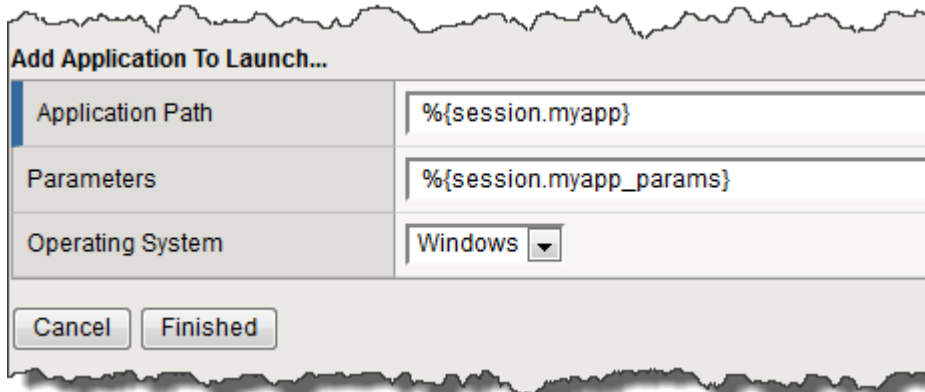 Add Application To Launch...
Application Path %{session.myapp}
Parameters %{session.myapp_params}
Operating System Windows
Cancel Finished